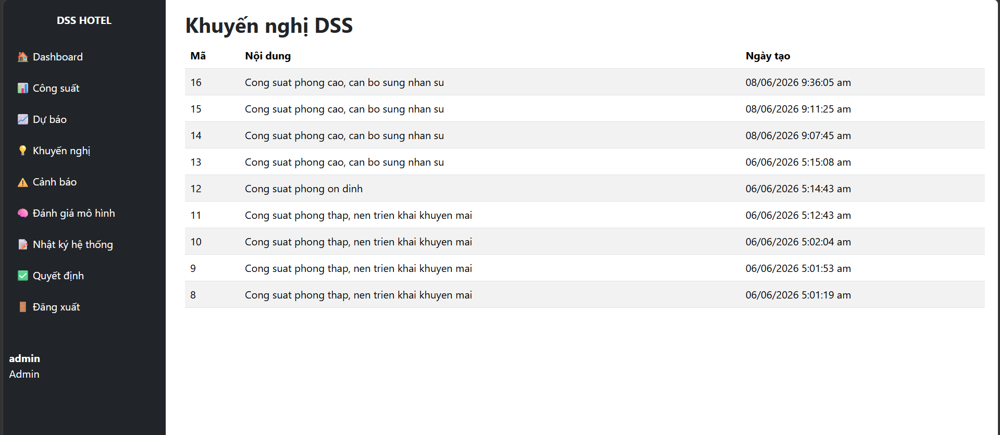 DSS HOTEL
Dashboard
Công suất
Dự báo
Khuyến nghị
Cảnh báo
Đánh giá mô hình
Nhật ký hệ thống
Quyết định
Đăng xuất
admin
Admin
Khuyến nghị DSS
Mã Nội dung Ngày tạo
16 Cong suat phong cao, can bo sung nhan su 08/06/2026 9:36:05 am
15 Cong suat phong cao, can bo sung nhan su 08/06/2026 9:11:25 am
14 Cong suat phong cao, can bo sung nhan su 08/06/2026 9:07:45 am
13 Cong suat phong cao, can bo sung nhan su 06/06/2026 5:15:08 am
12 Cong suat phong on dinh 06/06/2026 5:14:43 am
11 Cong suat phong thap, nen trien khai khuyen mai 06/06/2026 5:12:43 am
10 Cong suat phong thap, nen trien khai khuyen mai 06/06/2026 5:02:04 am
9 Cong suat phong thap, nen trien khai khuyen mai 06/06/2026 5:01:53 am
8 Cong suat phong thap, nen trien khai khuyen mai 06/06/2026 5:01:19 am